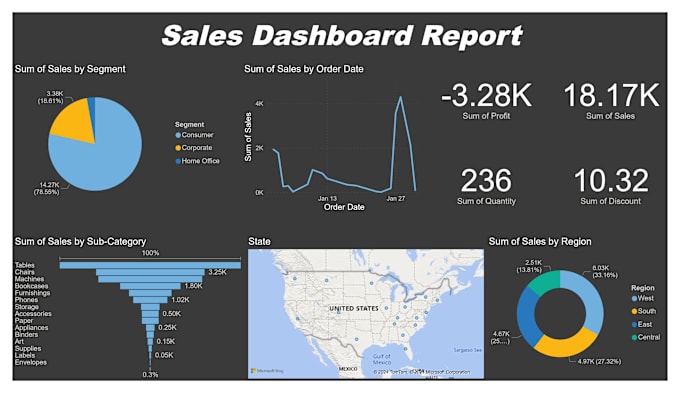 Sales Dashboard Report
Sum of Sales by Segment
3.38K
(18.61%)
14.27K
(78.55%)
Segment
Consumer
Corporate
Home Office
Sum of Sales by Order Date
Sum of Sales
4K
2K
0K
Jan 13
Jan 27
Order Date
-3.28K
Sum of Profit
18.17K
Sum of Sales
236
Sum of Quantity
10.32
Sum of Discount
Sum of Sales by Sub-Category
100%
Tables
Chairs
3.25K
Machines
Bookcases
1.80K
Furnishings
Phones
1.02K
Storage
Accessories
0.50K
Paper
Appliances
0.25K
Binders
Art
0.15K
Supplies
Labels
0.05K
Envelopes
0.3%
State
UNITED STATES
Gulf of
Mexico
MEXICO
Sargasso Sea
Microsoft Bing
© 2024 TomTom, Microsoft Corporation
CUBA
Sum of Sales by Region
2.51K
(13.81%)
6.03K
(33.16%)
4.67K
(25....)
4.97K (27.32%)
Region
West
South
East
Central